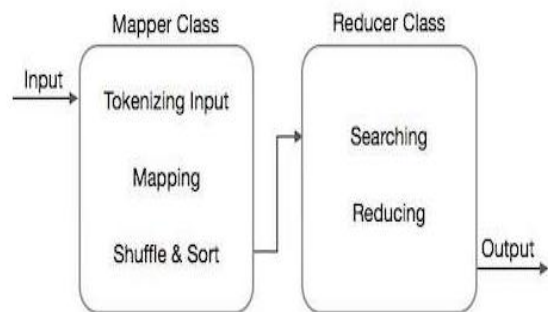 Mapper Class
Reducer Class
Input
Tokenizing Input
Mapping
Shuffle & Sort
Searching
Reducing
Output